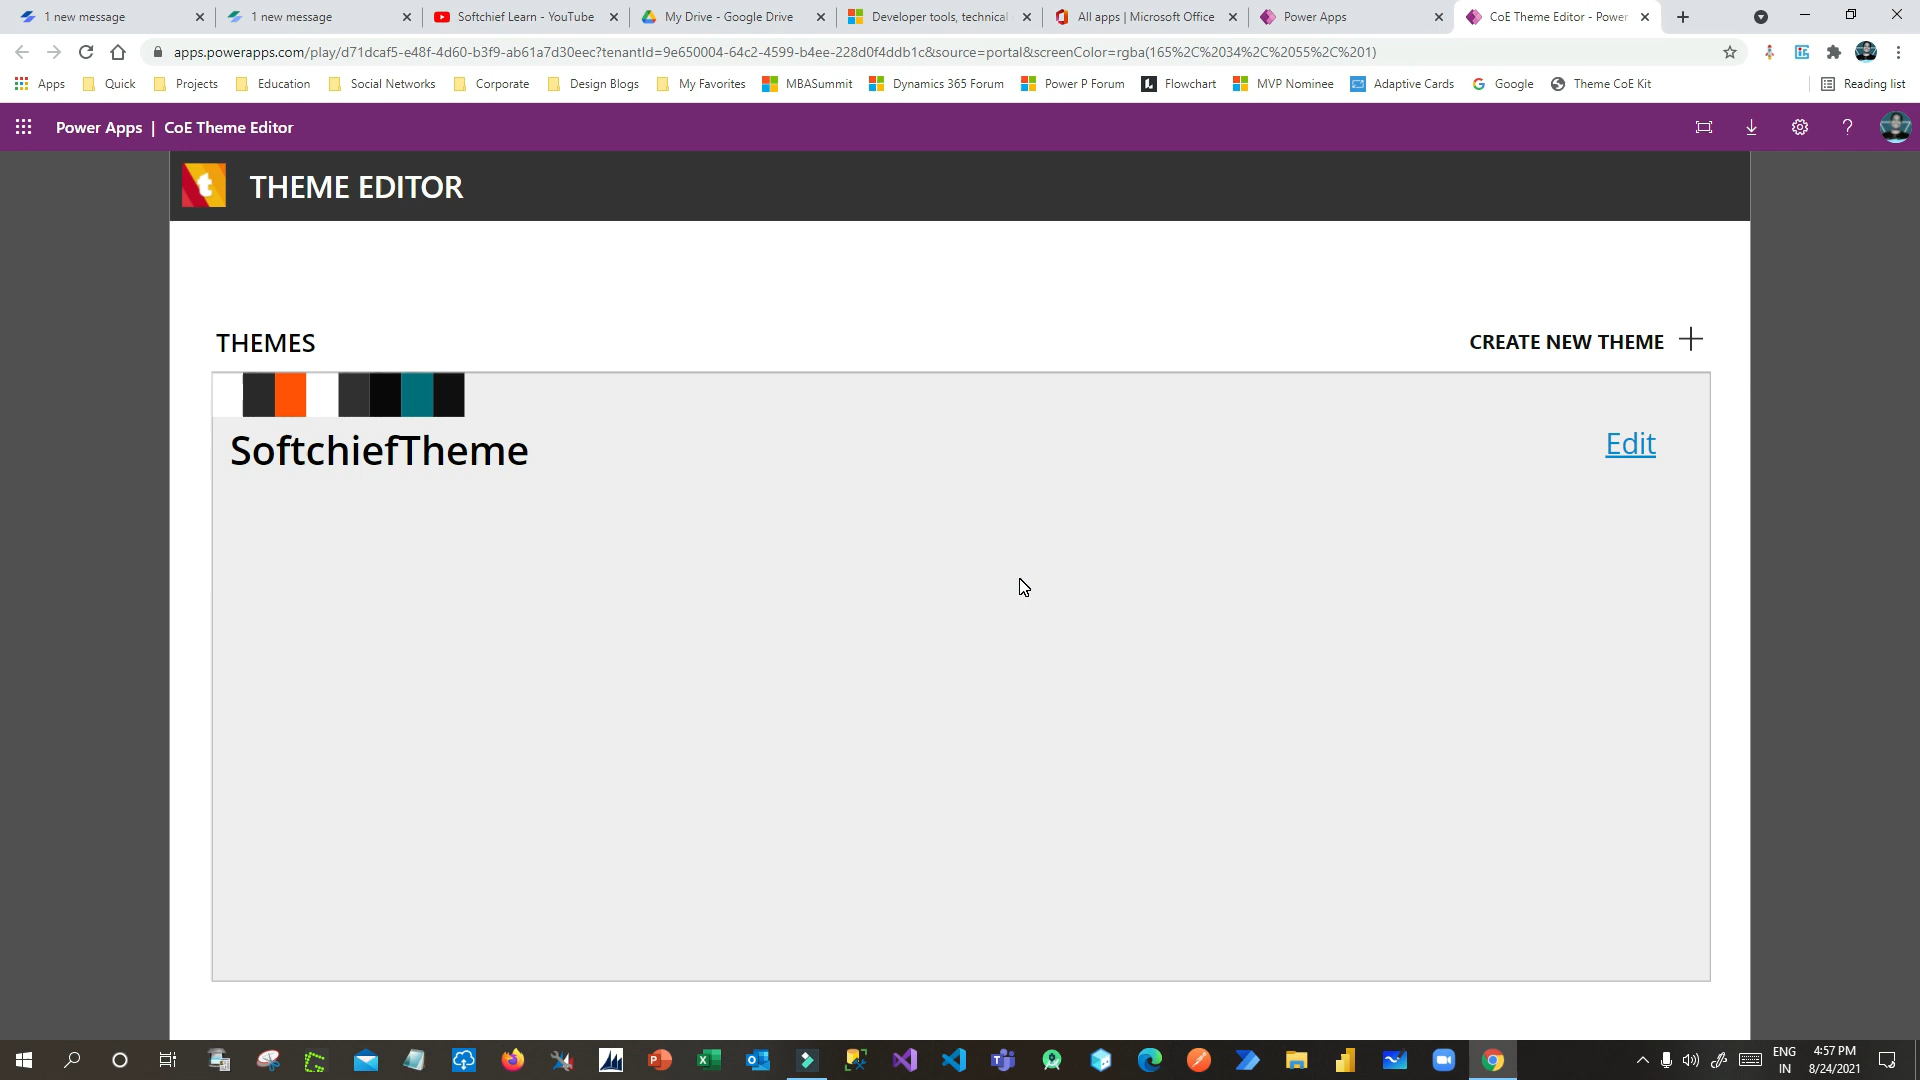 1 new message
1 new message
Softchief Learn - YouTube
My Drive - Google Drive
Developer tools, technical
All apps | Microsoft Office
Power Apps
CoE Theme Editor - Power
apps.powerapps.com/play/d71dcaf5-e48f-4d60-b3f9-ab61a7d30eec?tenantId=9e650004-64c2-4599-b4ee-228d0f4ddb1c&source=portal&screenColor=rgba(165%2C%2034%2C%2055%2C%201)
Apps
Quick
Projects
Education
Social Networks
Corporate
Design Blogs
My Favorites
MBASummit
Dynamics 365 Forum
Power P Forum
Flowchart
MVP Nominee
Adaptive Cards
Google
Theme CoE Kit
Reading list
Power Apps | CoE Theme Editor
t THEME EDITOR
THEMES
CREATE NEW THEME
SoftchiefTheme
Edit
ENG
IN
4:57 PM
8/24/2021